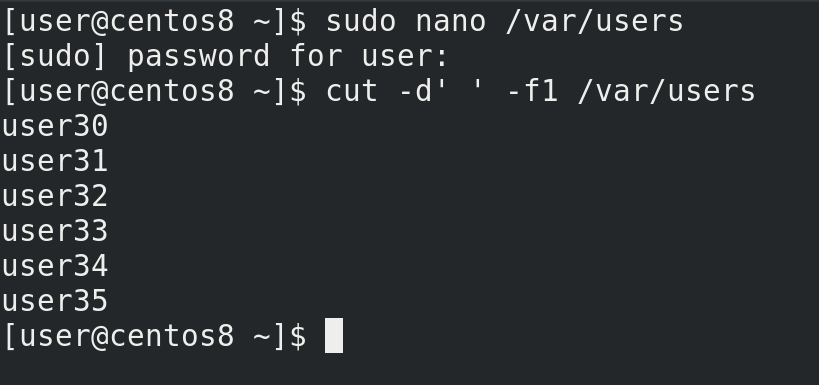 [user@centos8 ~]$ sudo nano /var/users
[sudo] password for user:
[user@centos8 ~]$ cut -d' ' -f1 /var/users
user30
user31
user32
user33
user34
user35
[user@centos8 ~]$